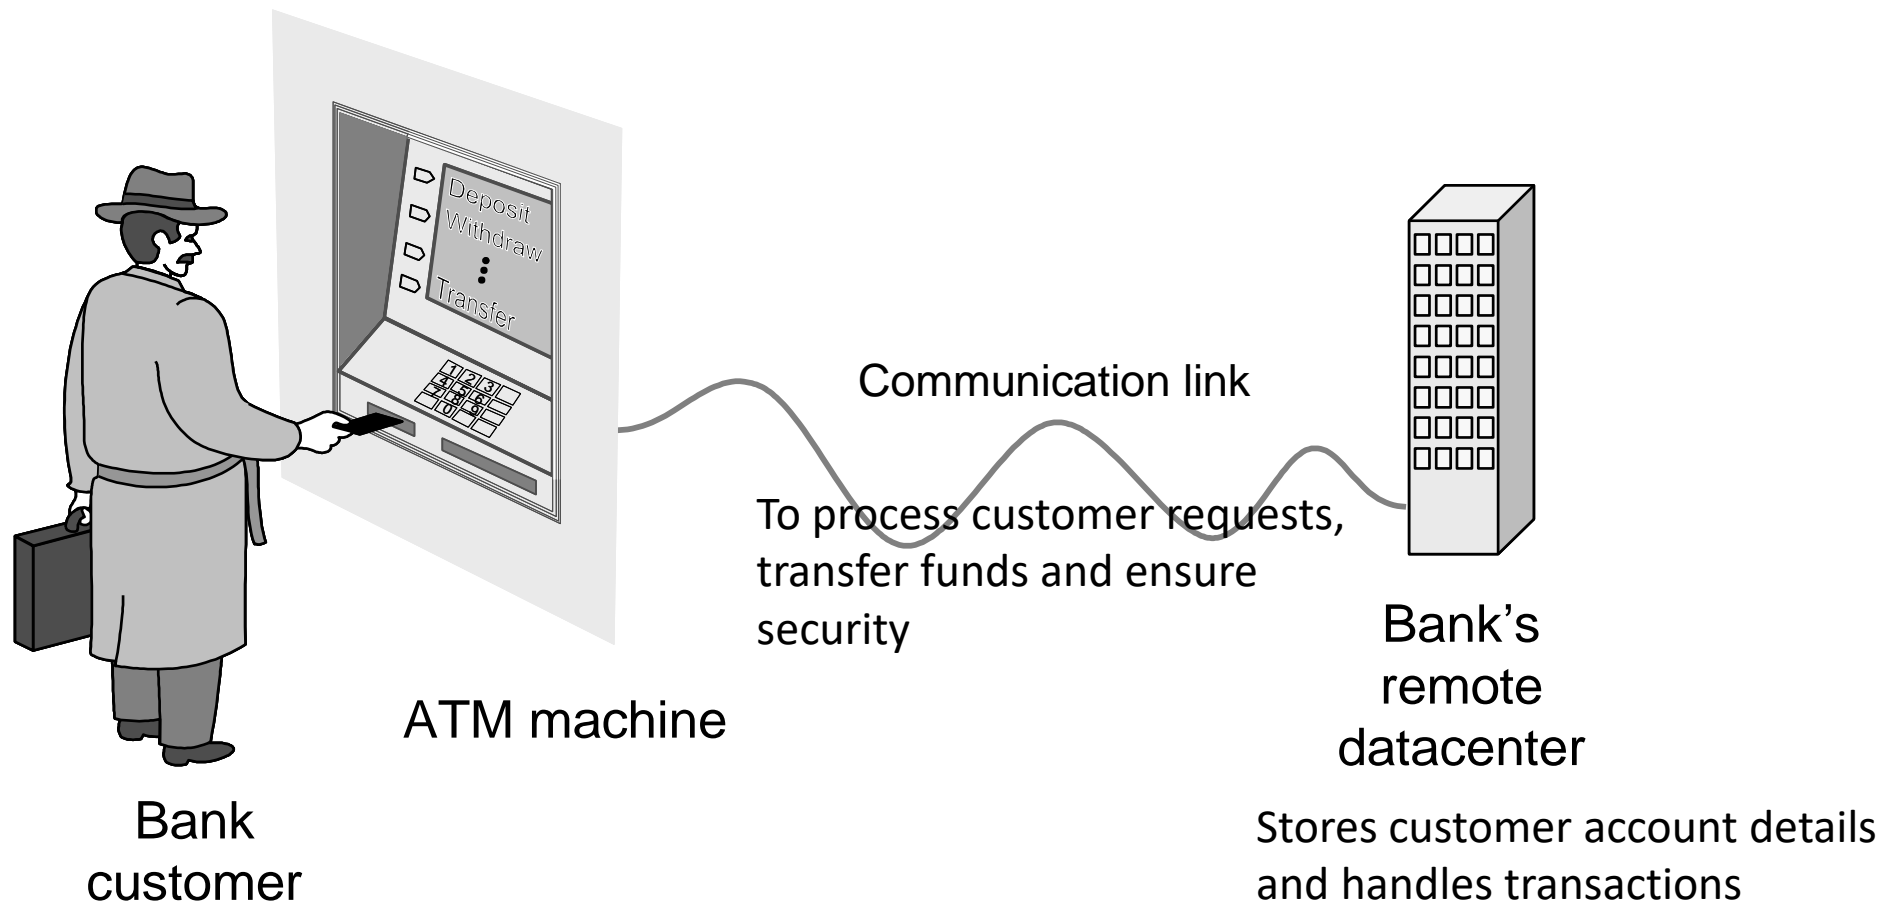 Deposit
Withdraw
Transfer
1 2 3
4 5 6
7 8 9
0
Communication link
To process customer requests,
transfer funds and ensure
security
ATM machine
Bank
customer
Bank’s
remote
datacenter
Stores customer account details
and handles transactions